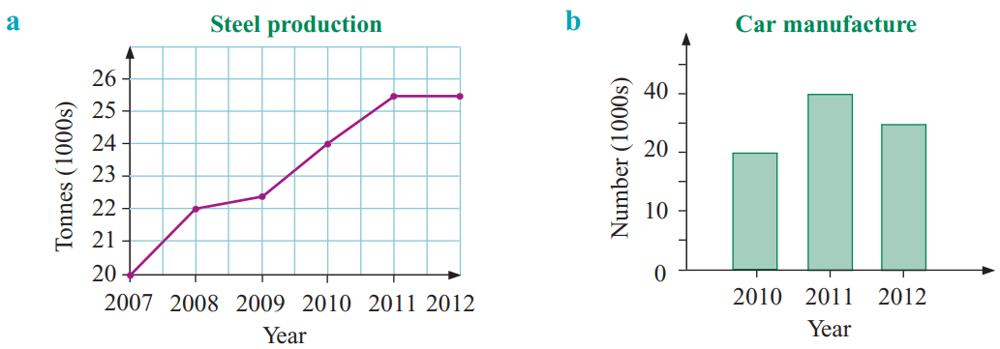 a
Steel production
Tonnes (1000s)
26
25
24
23
22
21
20
2007 2008 2009 2010 2011 2012
Year
b
Car manufacture
Number (1000s)
40
20
10
0
2010 2011 2012
Year